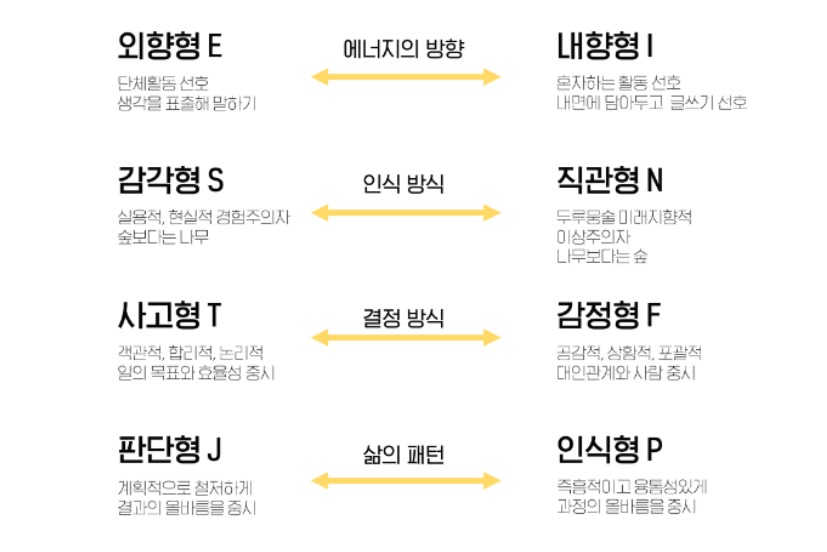 외향형 E
에너지의 방향
내향형 I
단체활동 선호
생각을 표출해 말하기
혼자하는 활동 선호
내면에 담아두고 글쓰기 선호
감각형 S
인식 방식
직관형 N
실용적, 현실적 경험주의자
숲보다는 나무
두루뭉술 미래지향적
이상주의자
나무보다는 숲
사고형 T
결정 방식
감정형 F
객관적, 합리적, 논리적
일의 목표와 효율성 중시
공감적, 상황적, 포괄적
대인관계와 사람 중시
판단형 J
삶의 패턴
인식형 P
계획적으로 철저하게
결과의 올바름을 중시
즉흥적이고 융통성있게
과정의 올바름을 중시